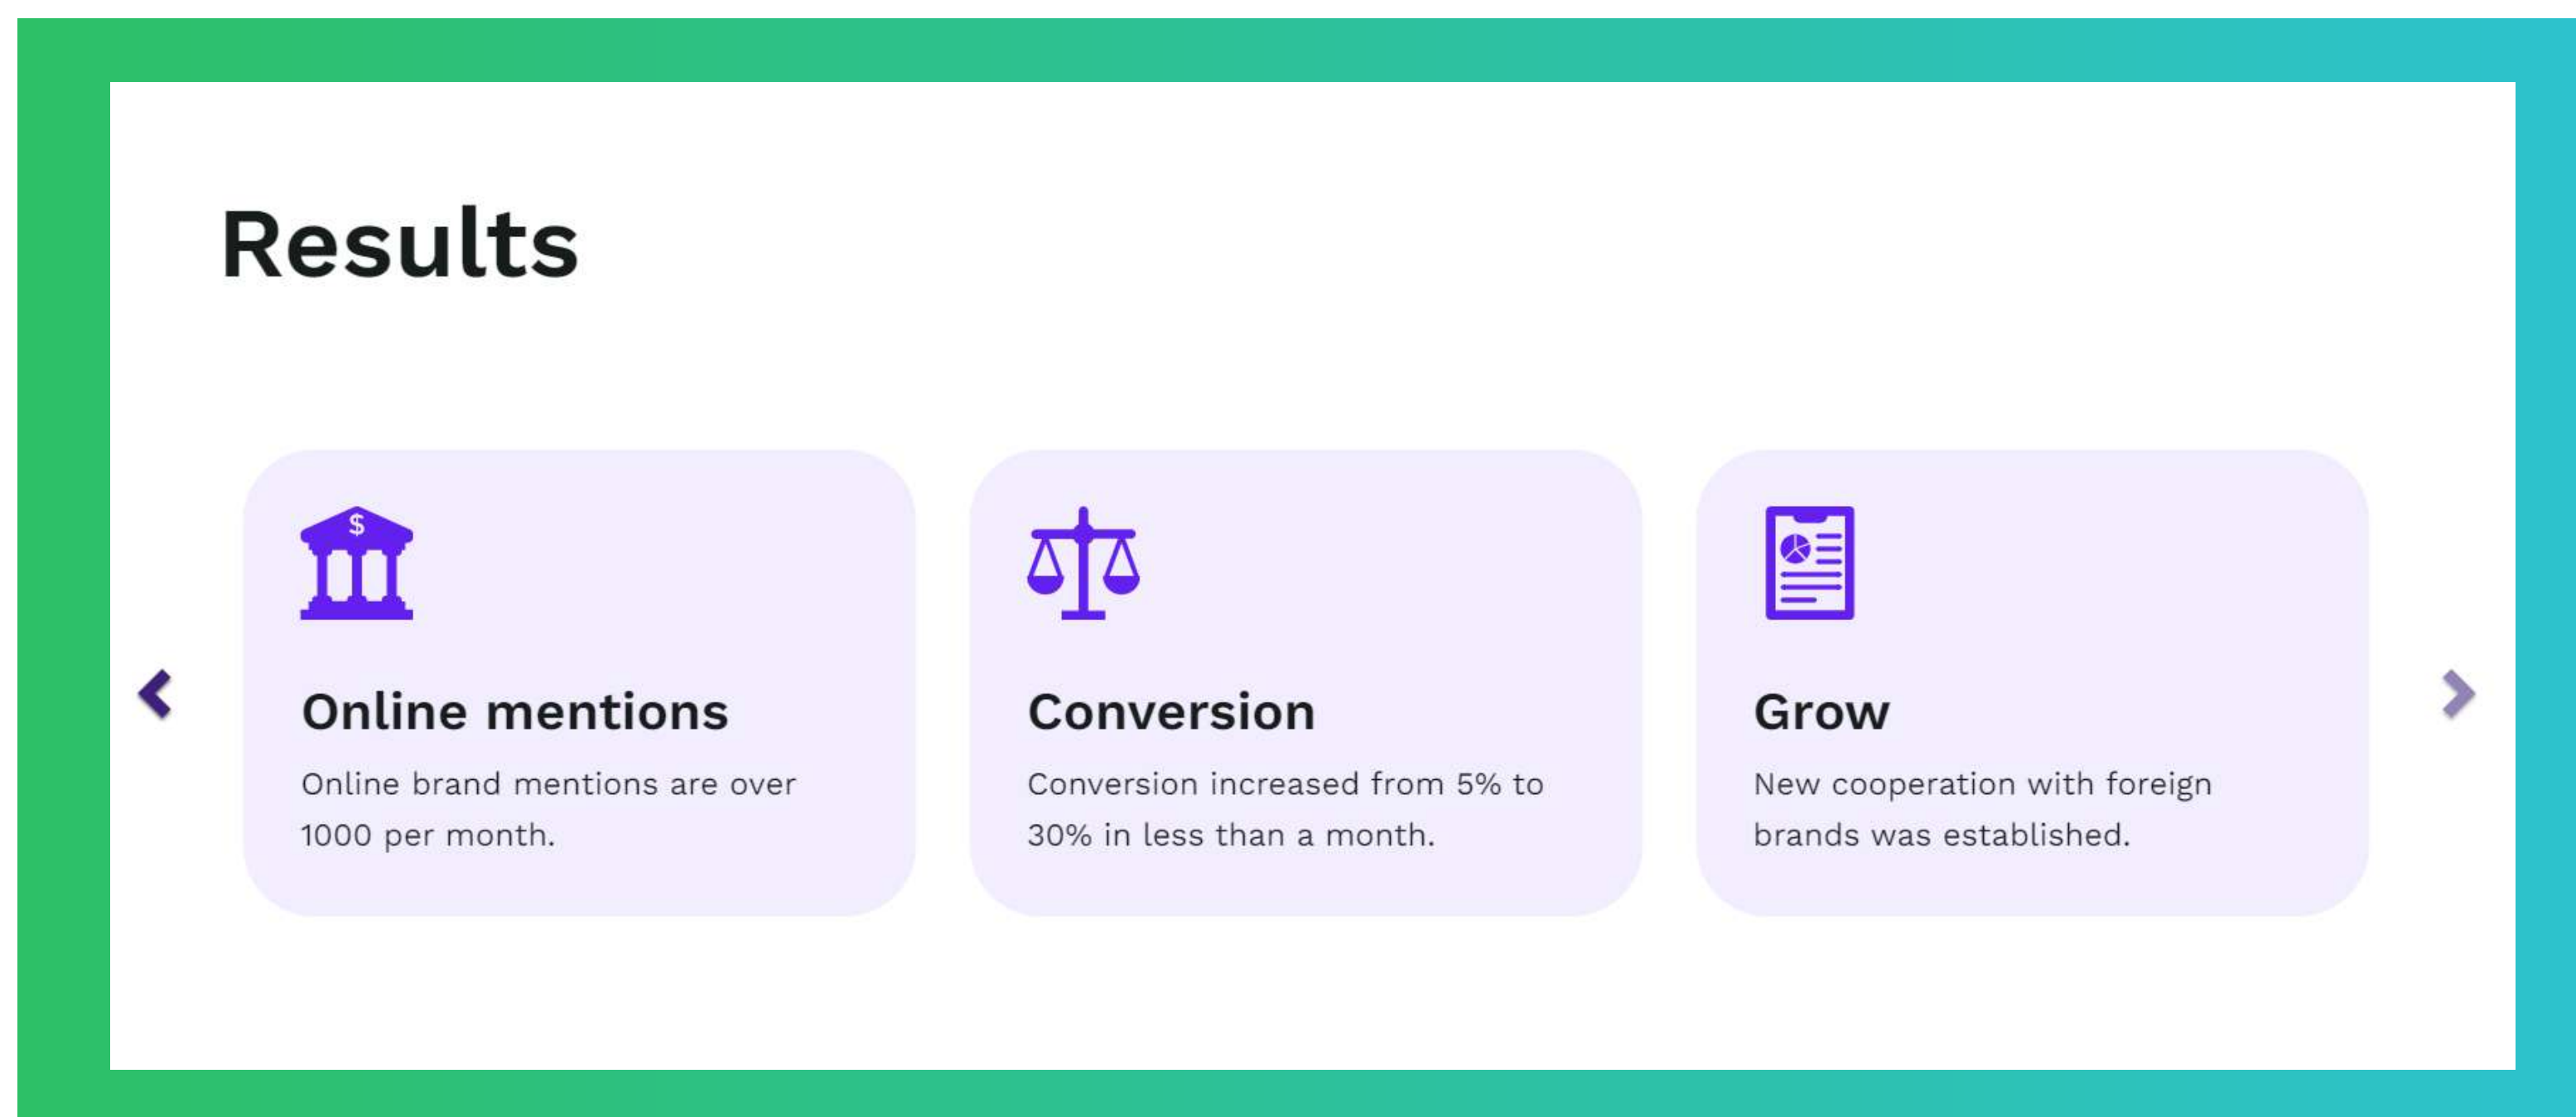 Results
$
Online mentions
Online brand mentions are over
1000 per month.
Conversion
Conversion increased from 5% to
30% in less than a month.
Grow
New cooperation with foreign
brands was established.